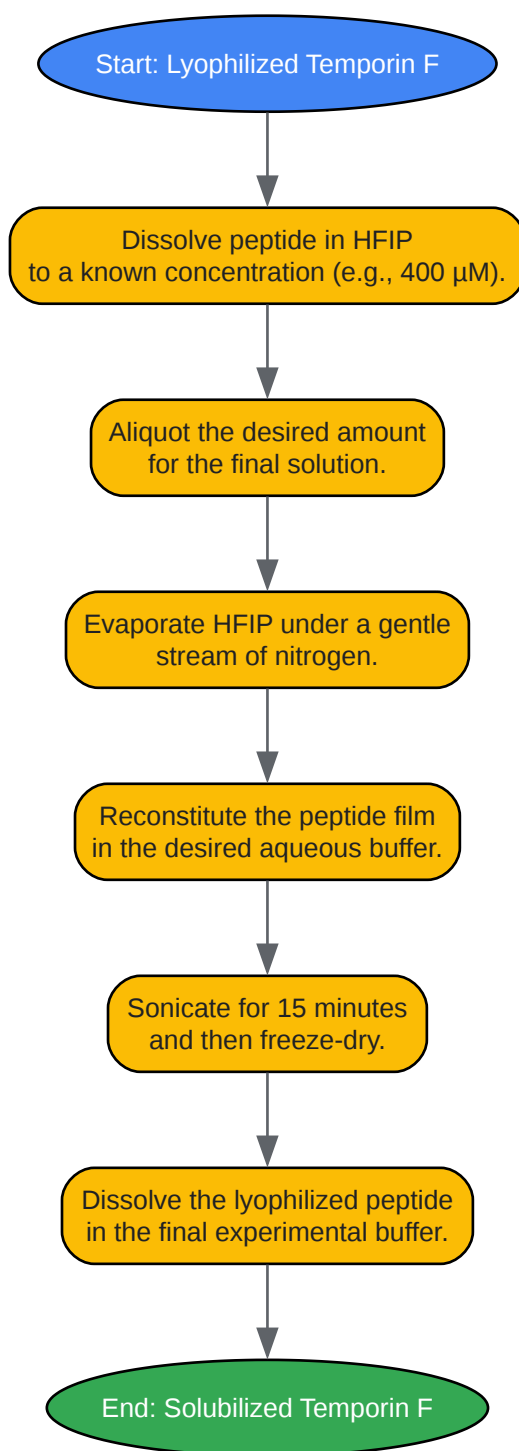 Start: Lyophilized Temporin F
Dissolve peptide in HFIP
to a known concentration (e.g., 400 µM).
Aliquot the desired amount
for the final solution.
Evaporate HFIP under a gentle
stream of nitrogen.
Reconstitute the peptide film
in the desired aqueous buffer.
Sonicate for 15 minutes
and then freeze-dry.
Dissolve the lyophilized peptide
in the final experimental buffer.
End: Solubilized Temporin F